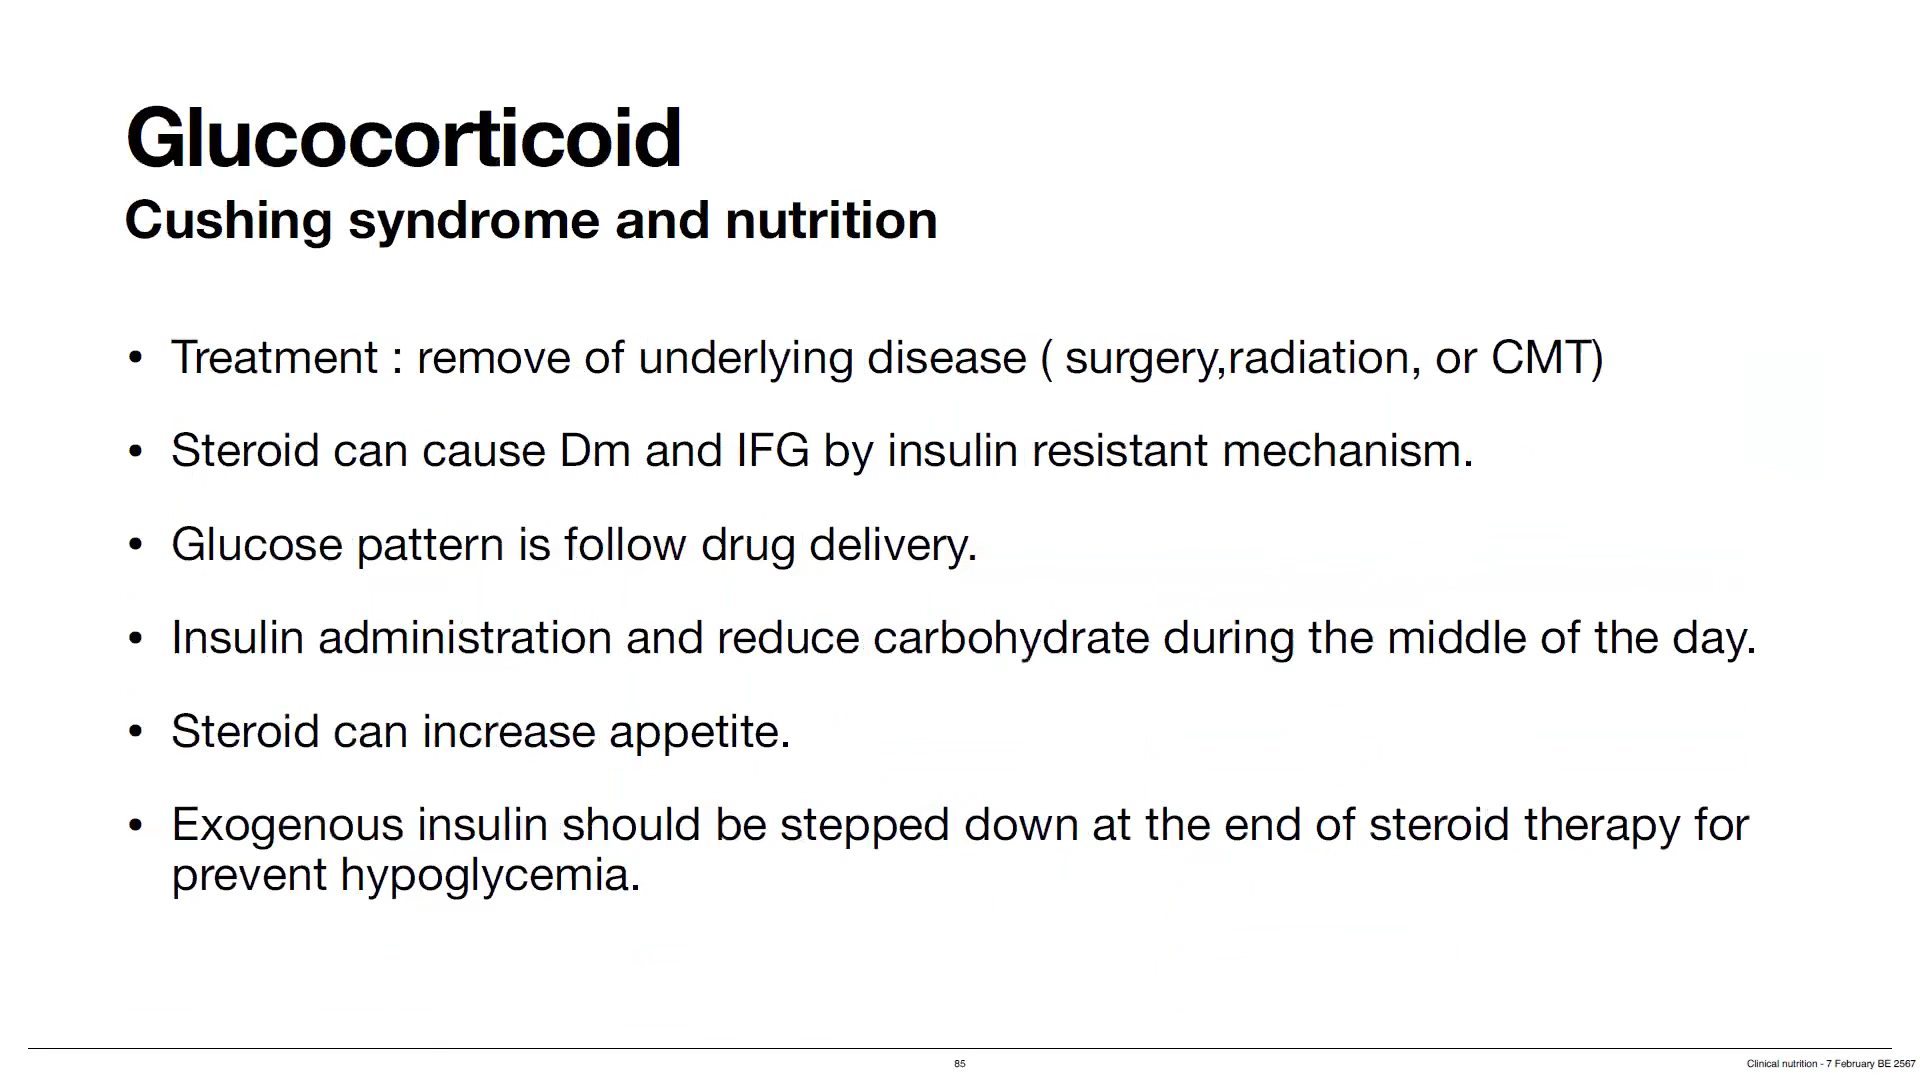 Glucocorticoid
Cushing syndrome and nutrition
• Treatment : remove of underlying disease ( surgery,radiation, or CMT)
• Steroid can cause Dm and IFG by insulin resistant mechanism.
• Glucose pattern is follow drug delivery.
• Insulin administration and reduce carbohydrate during the middle of the day.
• Steroid can increase appetite.
• Exogenous insulin should be stepped down at the end of steroid therapy for
prevent hypoglycemia.
85
Clinical nutrition - 7 February BE 2567